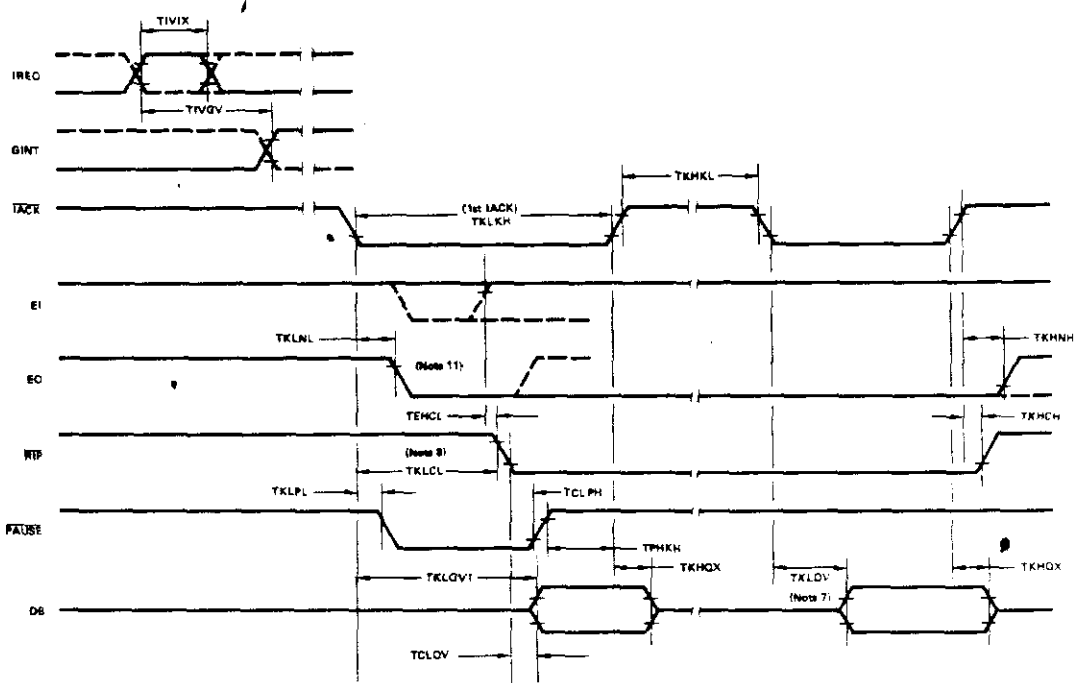 TIVIX
IREQ
TIVGV
GINT
IACK
(1st IACK)
TKLKH
TKHKL
EI
TKLNL
(Note 11)
TKHNH
EO
TEHCL
TKHCH
RIP
(Note 8)
TKLCL
TKLPL
TCLPH
PAUSE
TPHKH
TKLQV1
TKHQX
TKLQV
(Note 7)
TKHQX
DB
TCLQV